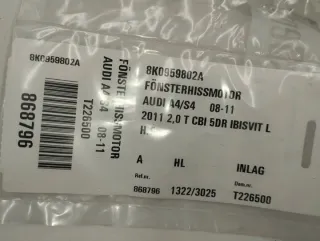 8K0959802A
FÖNSTERHISSMOTOR
AUDI A4/S4 08-11
T226500
868796
8K0959802A
FÖNSTERHISSMOTOR
AUDI A4/S4 08-11
2011 2,0 T CBI 5DR IBISVIT L
H
A HL INLAG
Ref.nr. 
868796 1322/3025 T226500